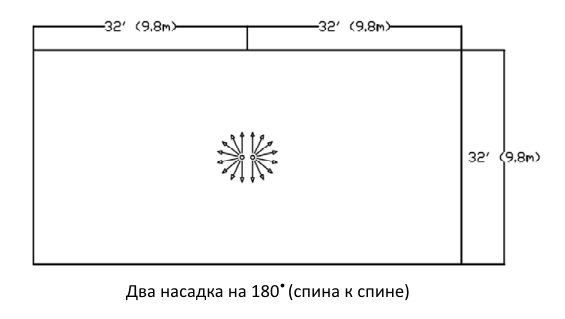 32' (9.8m) 32' (9.8m)
32' (9.8m)
Два насадка на 180° (спина к спине)